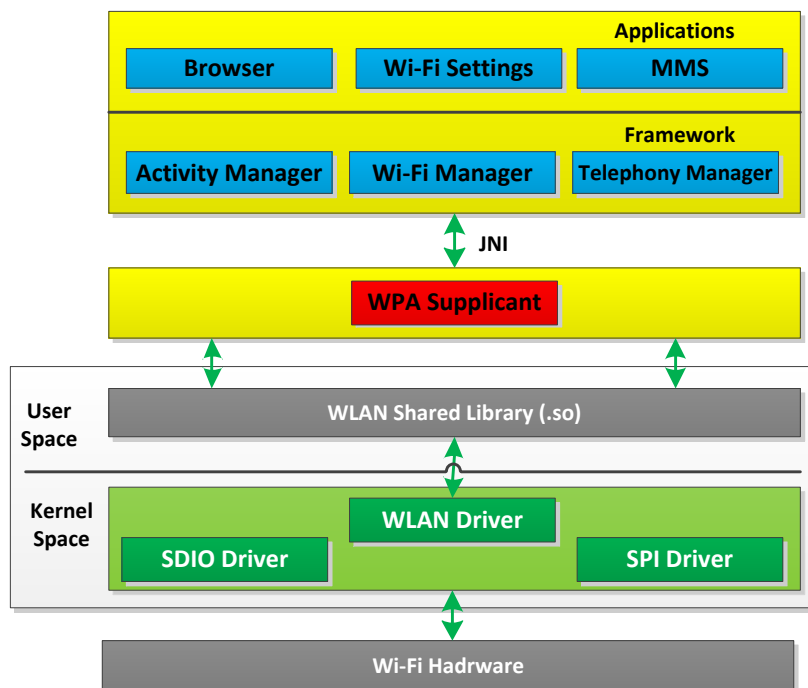 Applications
Browser
Wi-Fi Settings
MMS
Framework
Activity Manager
Wi-Fi Manager
Telephony Manager
JNI
WPA Supplicant
User
Space
WLAN Shared Library (.so)
Kernel
Space
WLAN Driver
SDIO Driver
SPI Driver
Wi-Fi Hadrware